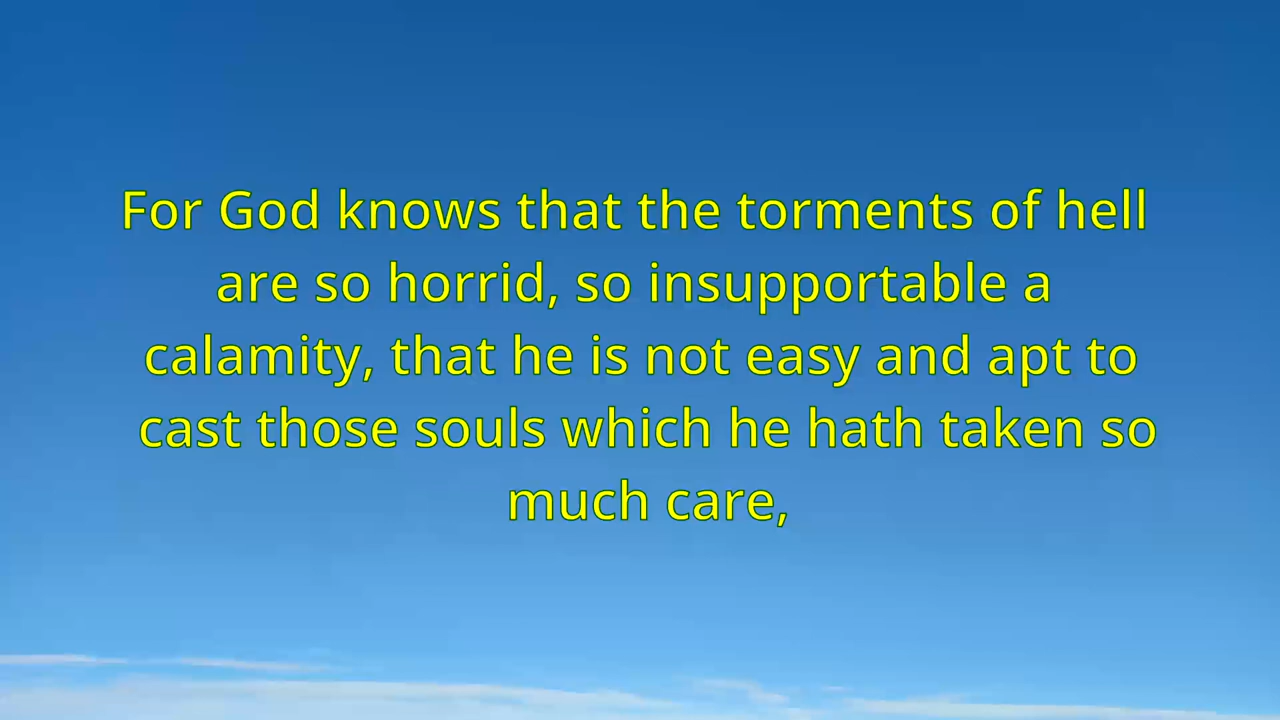 For God knows that the torments of hell
are so horrid, so insupportable a
calamity, that he is not easy and apt to
cast those souls which he hath taken so
much care,